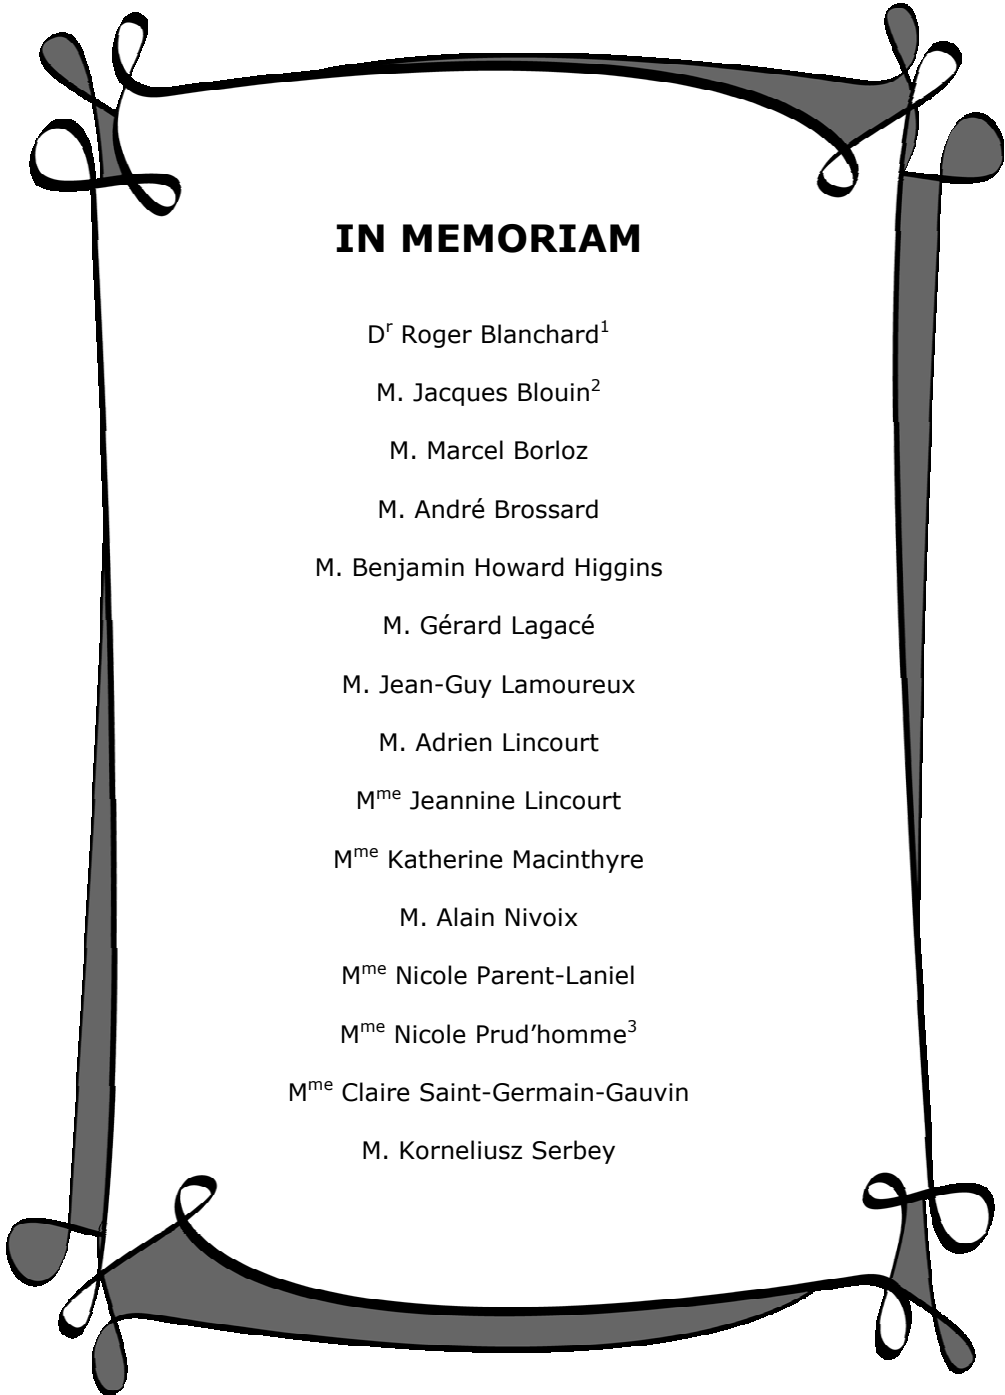 IN MEMORIAM
Dʳ Roger Blanchard¹
M. Jacques Blouin²
M. Marcel Borloz
M. André Brossard
M. Benjamin Howard Higgins
M. Gérard Lagacé
M. Jean-Guy Lamoureux
M. Adrien Lincourt
Mᵐᵉ Jeannine Lincourt
Mᵐᵉ Katherine Macinthyre
M. Alain Nivoix
Mᵐᵉ Nicole Parent-Laniel
Mᵐᵉ Nicole Prud’homme³
Mᵐᵉ Claire Saint-Germain-Gauvin
M. Korneliusz Serbey